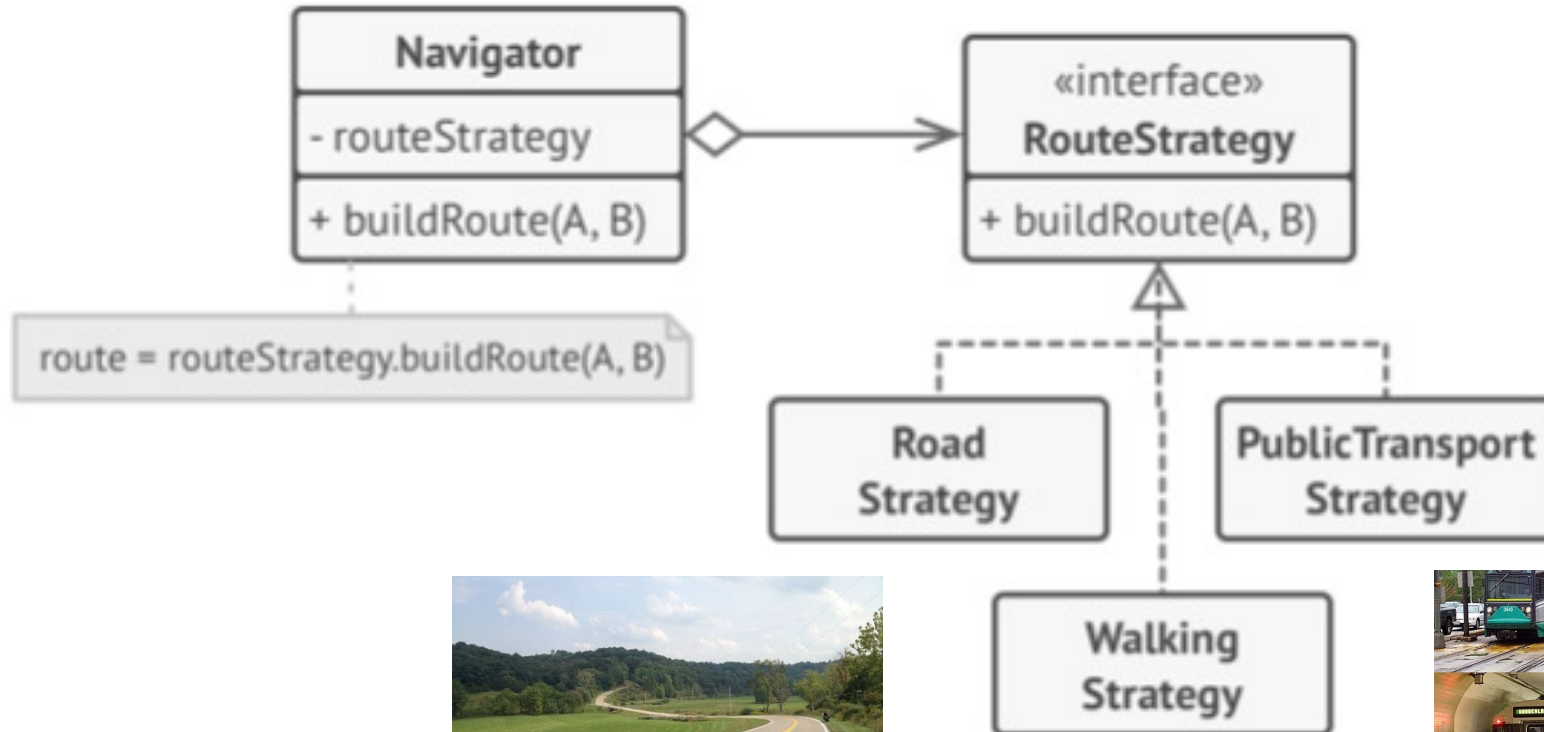 Navigator
- routeStrategy
+ buildRoute(A, B)
route = routeStrategy.buildRoute(A, B)
«interface»
RouteStrategy
+ buildRoute(A, B)
Road
Strategy
PublicTransport
Strategy
Walking
Strategy